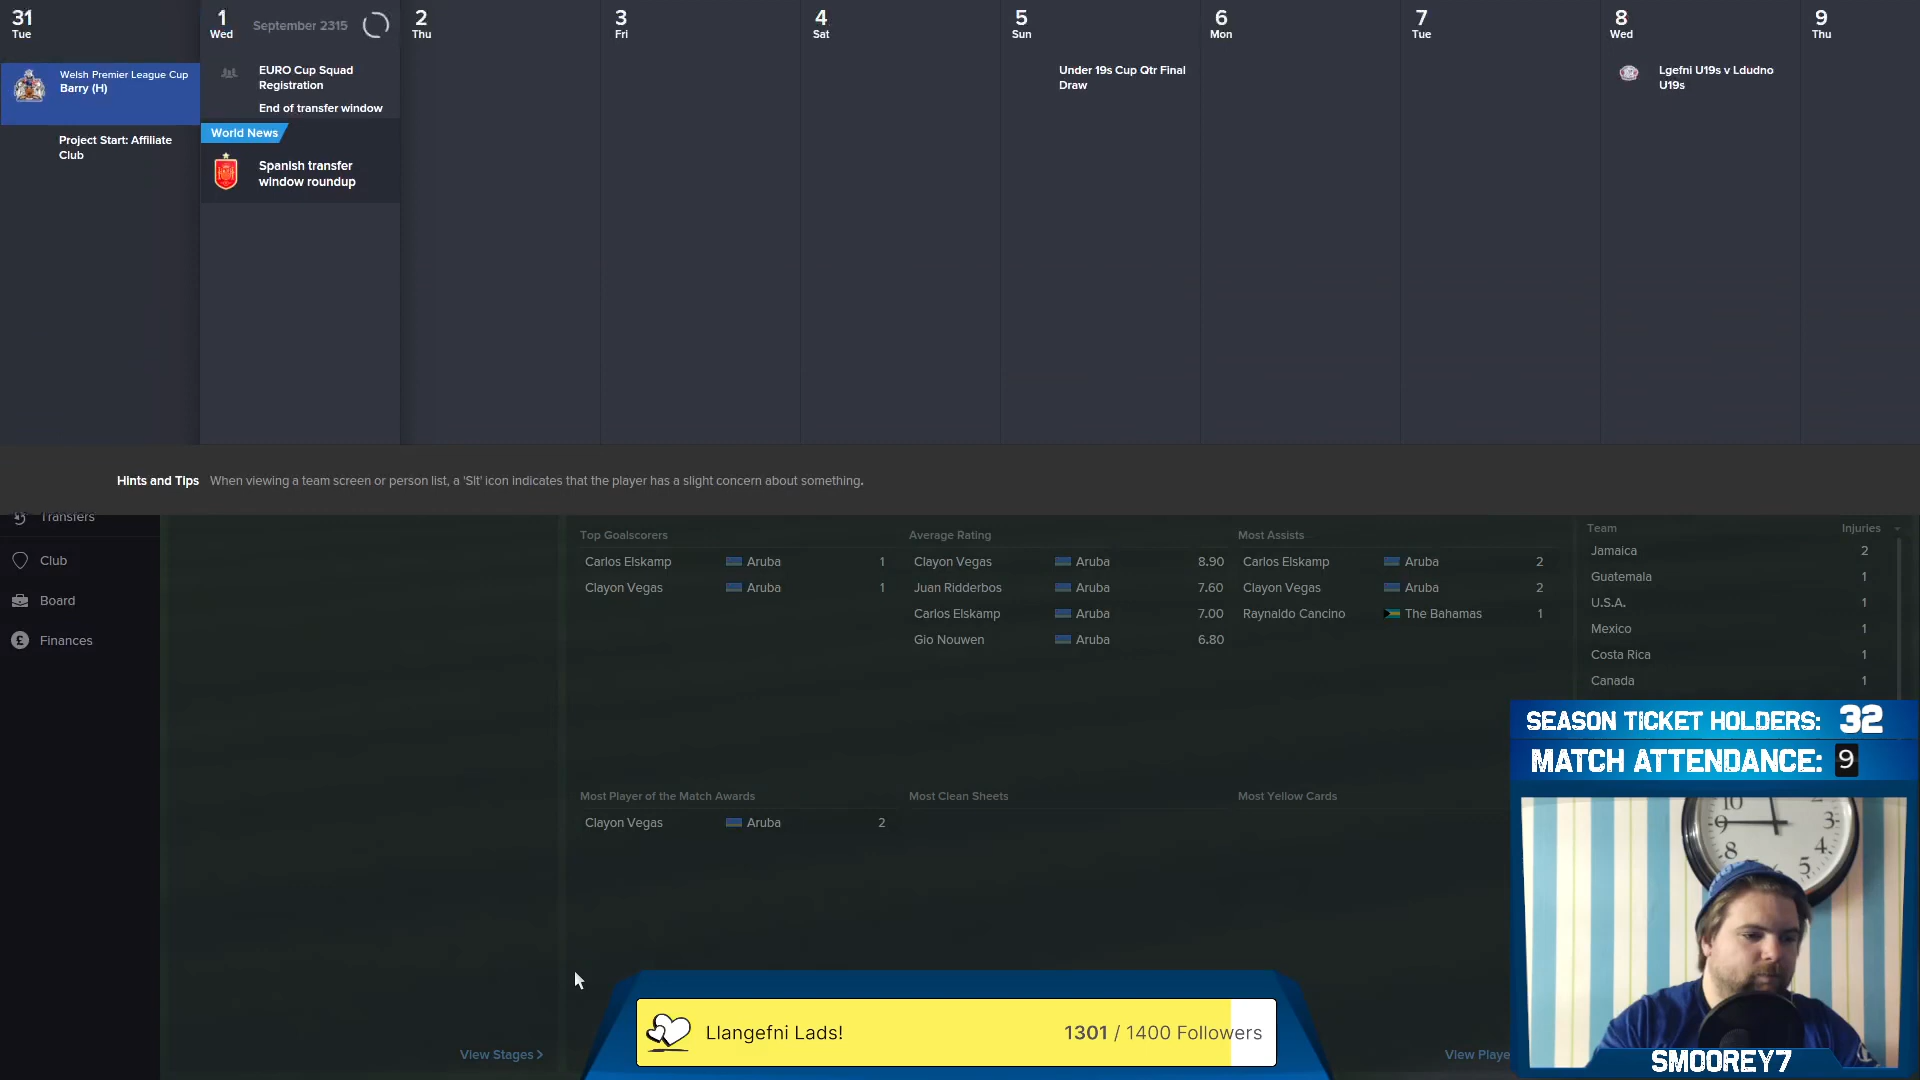 31
Tue
1
Wed
September 2315
2
Thu
3
Fri
4
Sat
5
Sun
6
Mon
7
Tue
8
Wed
9
Thu
Welsh Premier League Cup
Barry (H)
Project Start: Affiliate
Club
EURO Cup Squad
Registration
End of transfer window
World News
Spanish transfer
window roundup
Under 19s Cup Qtr Final
Draw
Lgefni U19s v Ldudno
U19s
Hints and Tips When viewing a team screen or person list, a 'Slt' icon indicates that the player has a slight concern about something.
Transfers
Club
Board
Finances
Top Goalscorers
Carlos Elskamp Aruba 1
Clayon Vegas Aruba 1
Average Rating
Clayon Vegas Aruba 8.90
Juan Ridderbos Aruba 7.60
Carlos Elskamp Aruba 7.00
Gio Nouwen Aruba 6.80
Most Assists
Carlos Elskamp Aruba 2
Clayon Vegas Aruba 2
Raynaldo Cancino The Bahamas 1
Team Injuries
Jamaica 2
Guatemala 1
U.S.A. 1
Mexico 1
Costa Rica 1
Canada 1
Most Player of the Match Awards
Clayon Vegas Aruba 2
Most Clean Sheets
Most Yellow Cards
View Stages
View Playe
SEASON TICKET HOLDERS: 32
MATCH ATTENDANCE: 9
10
9
8
3
4
5
Llangefni Lads! 1301 / 1400 Followers
SMOOREY7